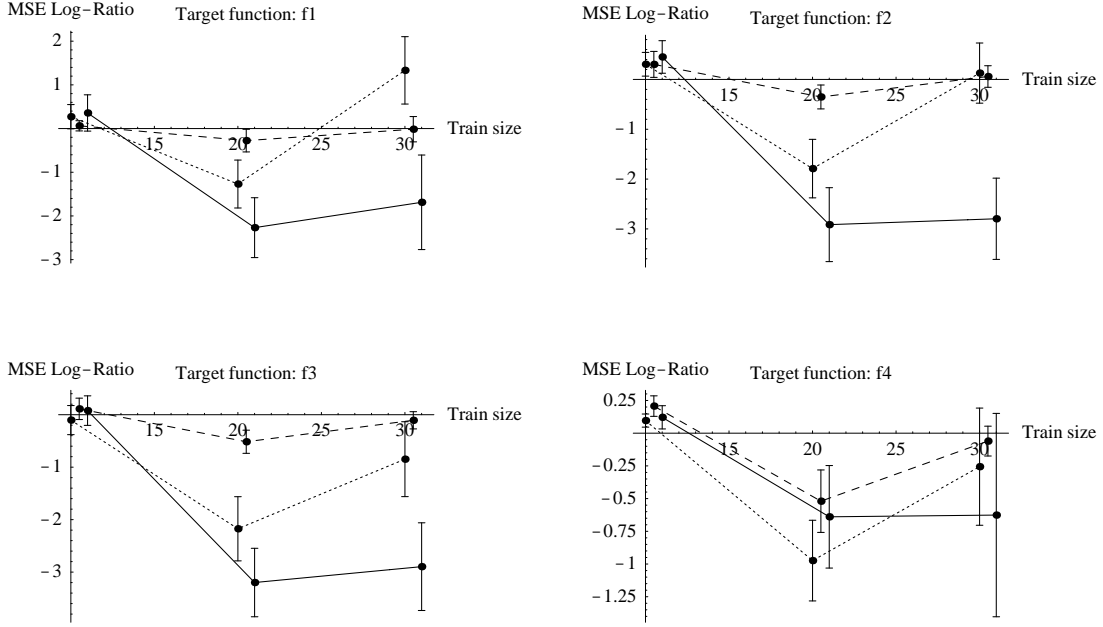 MSE Log-Ratio
Target function: f1
2
1
-1
-2
-3
15
20
25
30
Train size
MSE Log-Ratio
Target function: f2
-1
-2
-3
15
20
25
30
Train size
MSE Log-Ratio
Target function: f3
-1
-2
-3
15
20
25
30
Train size
MSE Log-Ratio
Target function: f4
0.25
-0.25
-0.5
-0.75
-1
-1.25
15
20
25
30
Train size